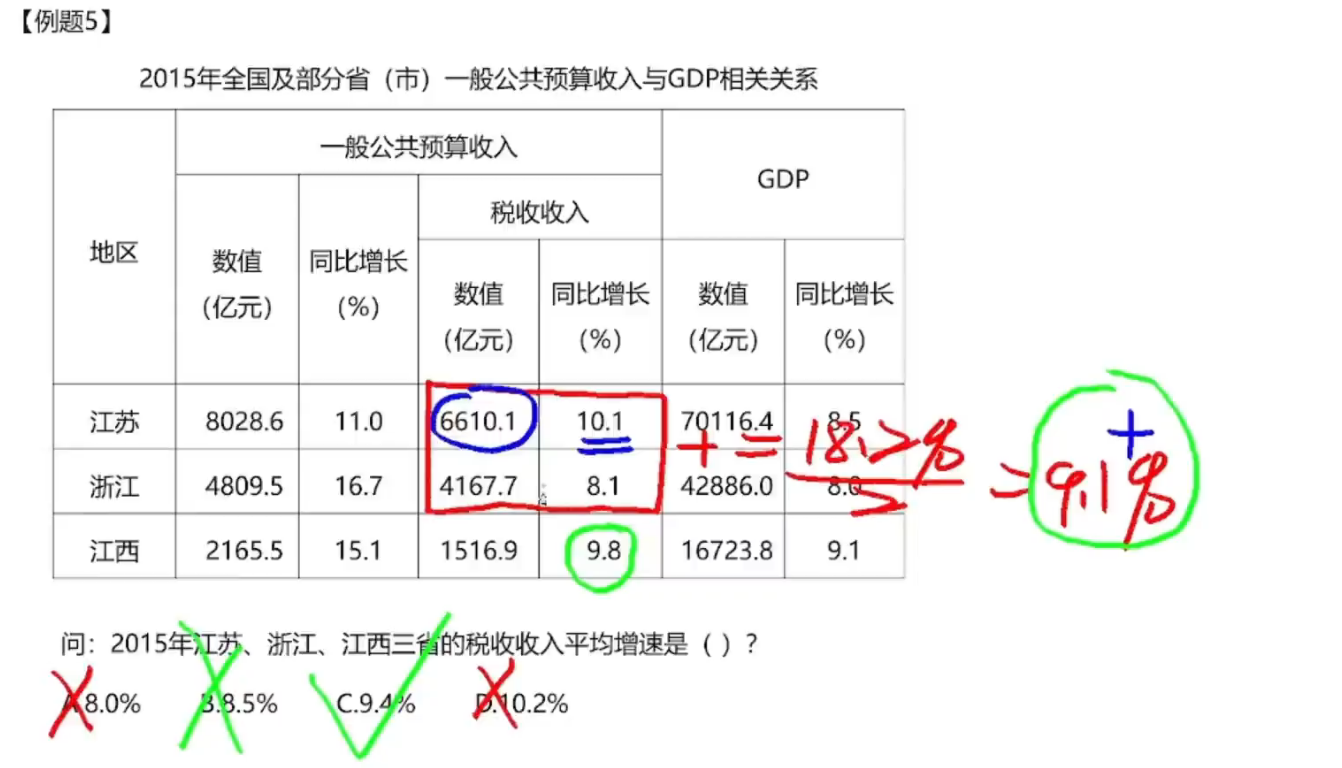 【例题5】
2015年全国及部分省（市）一般公共预算收入与GDP相关关系
地区
一般公共预算收入
GDP
税收收入
数值
（亿元）
同比增长
（%）
数值
（亿元）
同比增长
（%）
数值
（亿元）
同比增长
（%）
江苏 8028.6 11.0 6610.1 10.1 70116.4 8.5
浙江 4809.5 16.7 4167.7 8.1 42886.0 8.0
江西 2165.5 15.1 1516.9 9.8 16723.8 9.1
+ = 18.2%
2
= 9.1% +
问：2015年江苏、浙江、江西三省的税收收入平均增速是（ ）？
A.8.0% B.8.5% C.9.4% D.10.2%